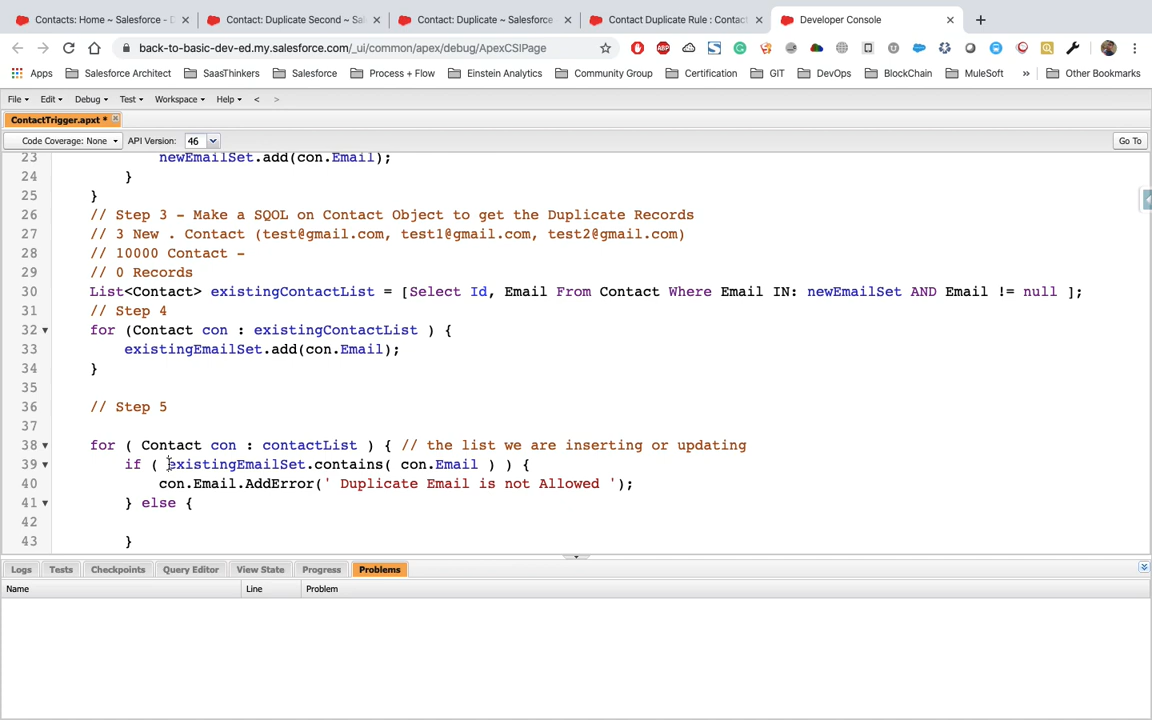 Contacts: Home ~ Salesforce - D
Contact: Duplicate Second ~ Sal
Contact: Duplicate ~ Salesforce
Contact Duplicate Rule : Contact
Developer Console
back-to-basic-dev-ed.my.salesforce.com/_ui/common/apex/debug/ApexCSIPage
Apps Salesforce Architect SaasThinkers Salesforce Process + Flow Einstein Analytics Community Group Certification GIT DevOps BlockChain MuleSoft » Other Bookmarks
File Edit Debug Test Workspace Help < >
ContactTrigger.apxt *
Code Coverage: None API Version: 46 Go To
23 newEmailSet.add(con.Email);
24 }
25 }
26 // Step 3 - Make a SQOL on Contact Object to get the Duplicate Records
27 // 3 New . Contact (test@gmail.com, test1@gmail.com, test2@gmail.com)
28 // 10000 Contact -
29 // 0 Records
30 List<Contact> existingContactList = [Select Id, Email From Contact Where Email IN: newEmailSet AND Email != null ];
31 // Step 4
32 for (Contact con : existingContactList ) {
33 existingEmailSet.add(con.Email);
34 }
35
36 // Step 5
37
38 for ( Contact con : contactList ) { // the list we are inserting or updating
39 if ( existingEmailSet.contains( con.Email ) ) {
40 con.Email.AddError(' Duplicate Email is not Allowed ');
41 } else {
42
43 }
Logs Tests Checkpoints Query Editor View State Progress Problems
Name Line Problem